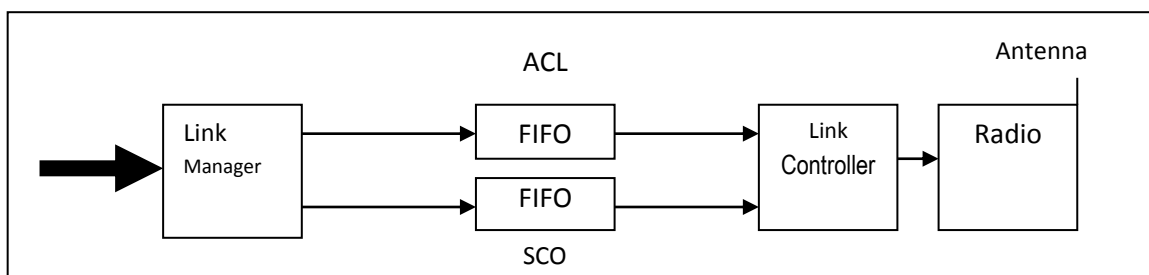 Antenna
ACL
Link
Manager
FIFO
Link
Controller
Radio
FIFO
SCO